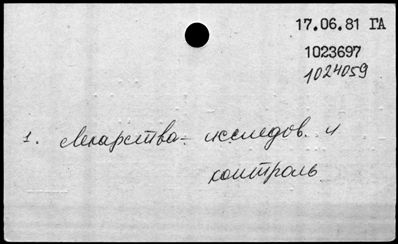 17.06.81 ГА
1023697
1024059
1. Лекарства - исследов. и
контроль